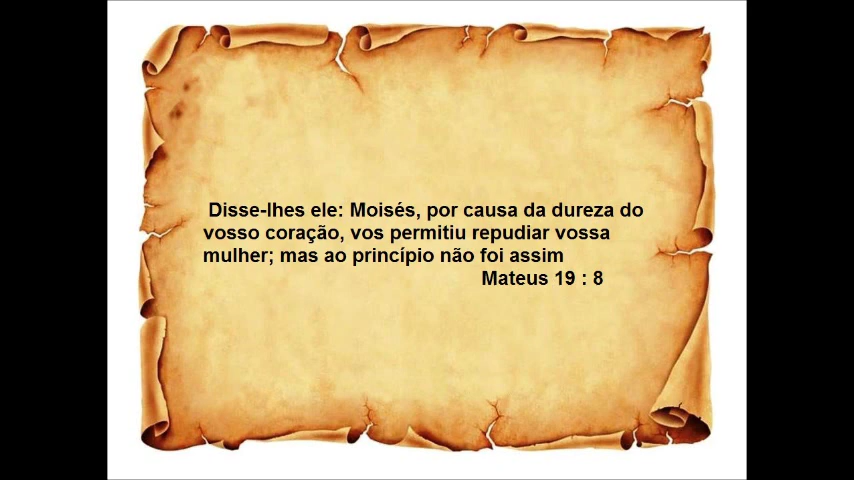 Disse-lhes ele: Moisés, por causa da dureza do
vosso coração, vos permitiu repudiar vossa
mulher; mas ao princípio não foi assim
Mateus 19 : 8